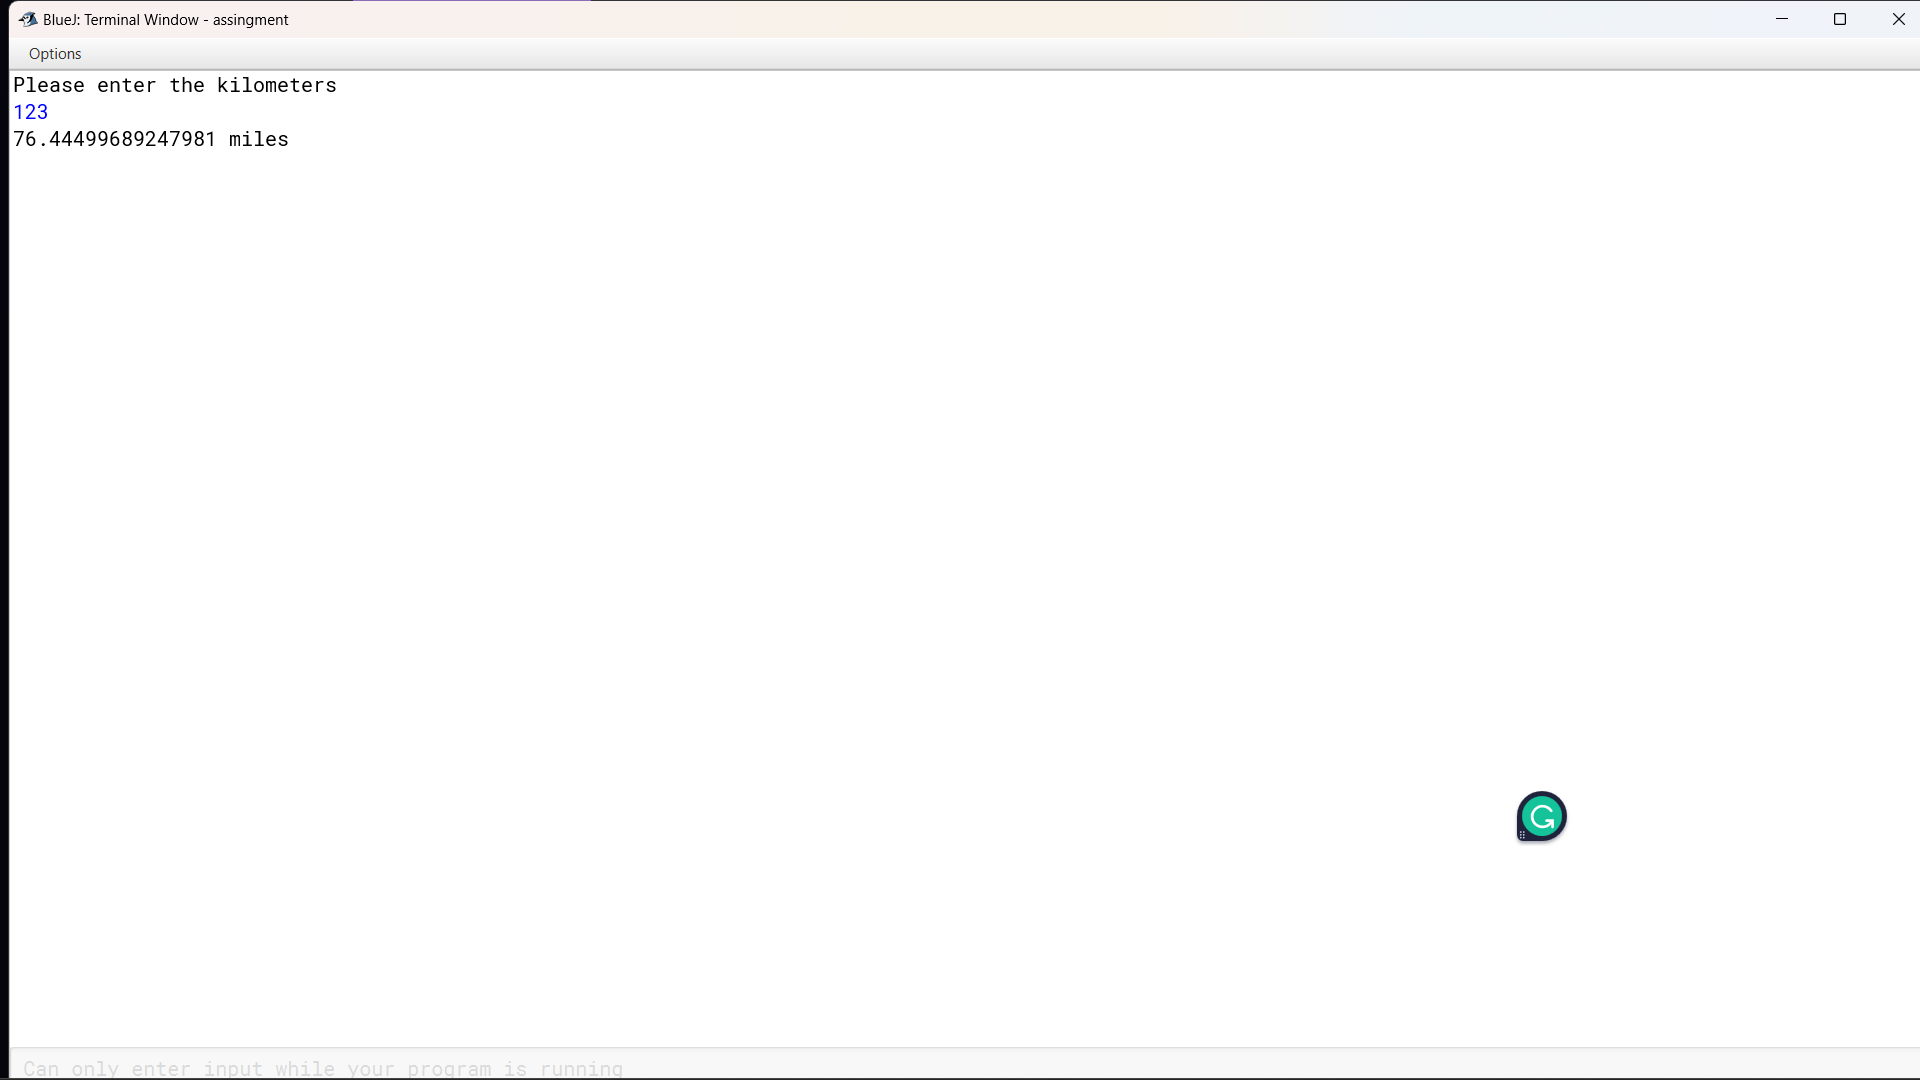 BlueJ: Terminal Window - assingment
Options
Please enter the kilometers
123
76.44499689247981 miles
Can only enter input while your program is running